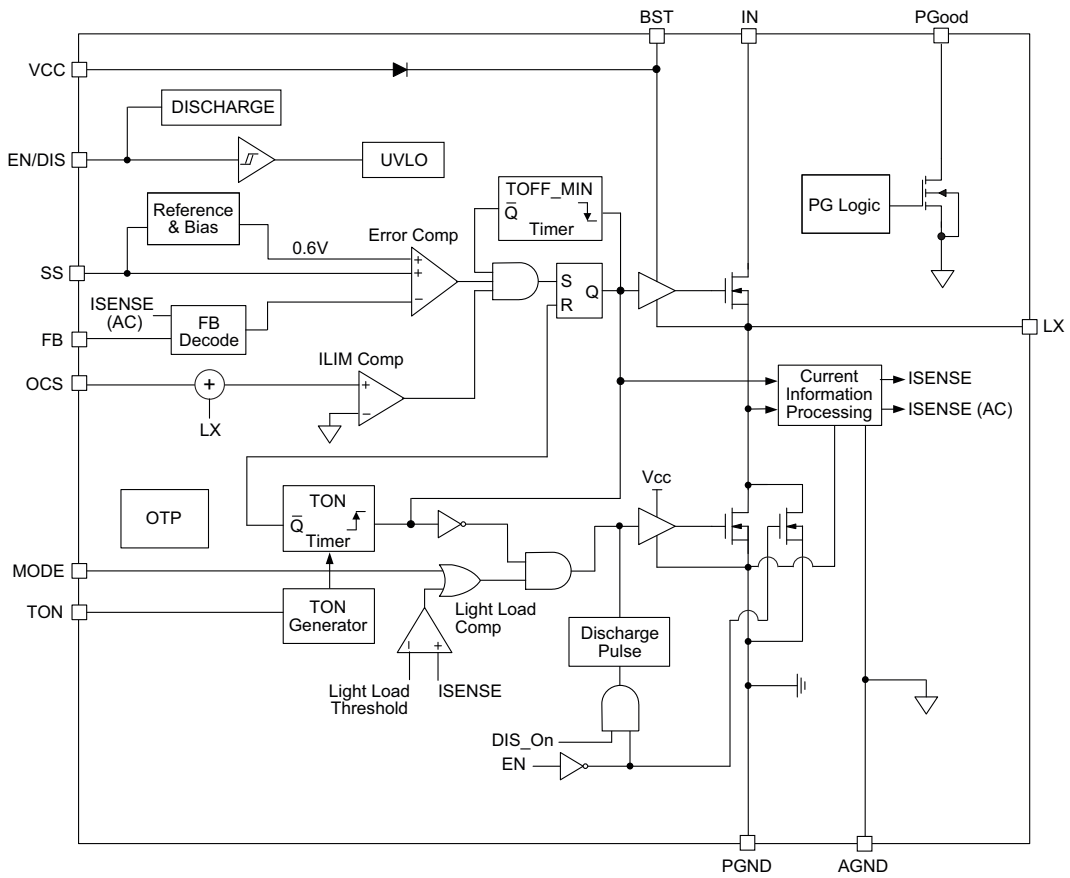 BST
IN
PGood
VCC
DISCHARGE
EN/DIS
UVLO
TOFF_MIN
Q̅
Timer
PG Logic
Reference
& Bias
Error Comp
0.6V
+
+
−
SS
S
Q
R
ISENSE
(AC)
FB
Decode
FB
LX
ILIM Comp
OCS
+
+
−
LX
Current
Information
Processing
ISENSE
ISENSE (AC)
Vcc
OTP
TON
Q̅
Timer
MODE
TON
TON
Generator
Light Load
Comp
−
+
Discharge
Pulse
Light Load
Threshold
ISENSE
DIS_On
EN
PGND
AGND